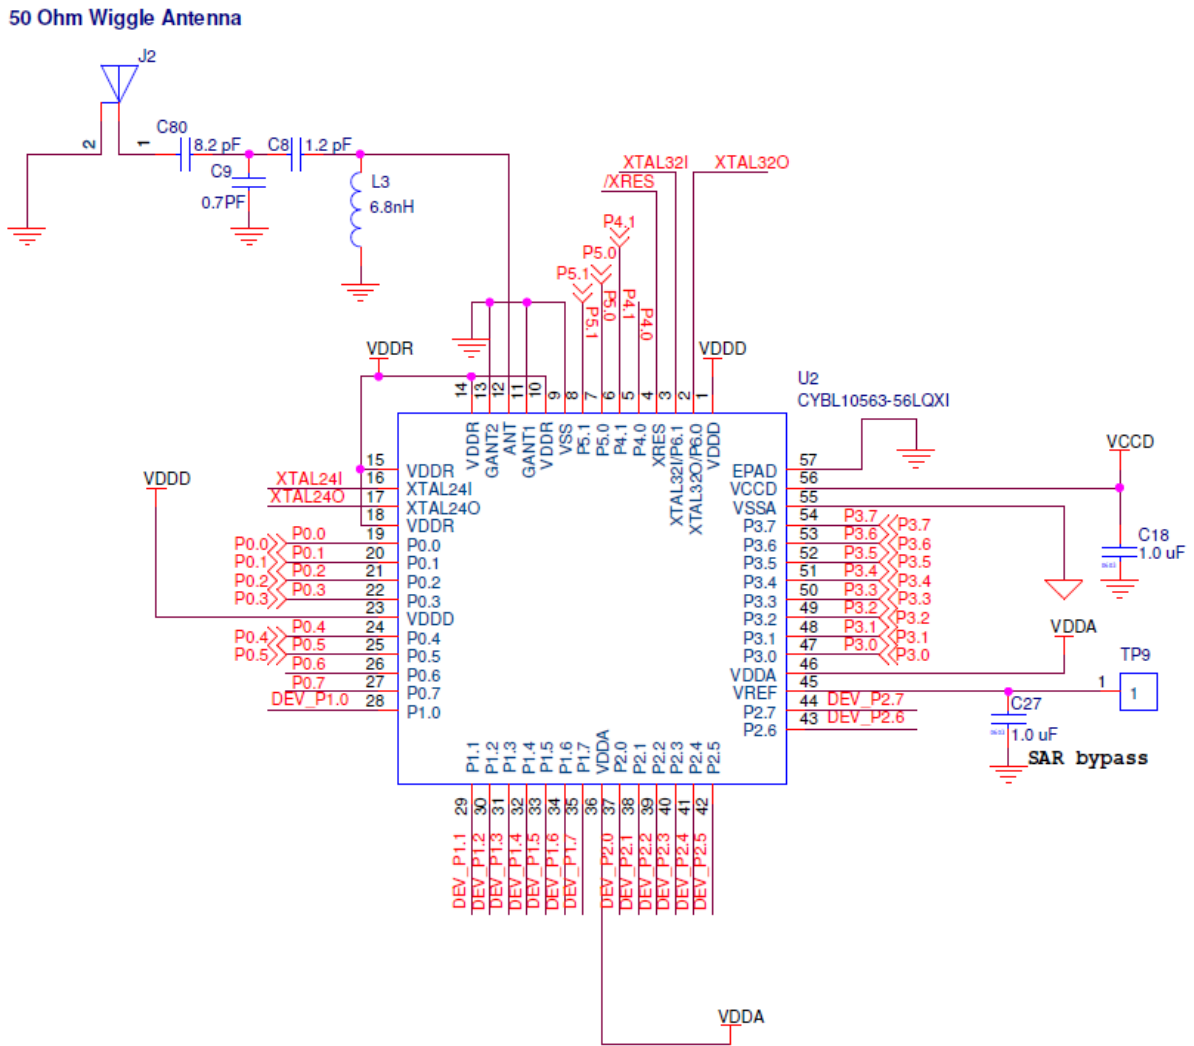 50 Ohm Wiggle Antenna
J2
2
1
C80
8.2 pF
C8
1.2 pF
C9
0.7PF
L3
6.8nH
XTAL32I
XTAL32O
/XRES
P4.1
P5.0
P5.1
P5.1
P5.0
P4.1
P4.0
VDDR
VDDD
14
13
12
11
10
9
8
7
6
5
4
3
2
1
U2
CYBL10563-56LQXI
VDDR
GANT2
ANT
GANT1
VDDR
VSS
P5.1
P5.0
P4.1
P4.0
XRES
XTAL32I/P6.1
XTAL32O/P6.0
VDDD
VDDD
15 VDDR
XTAL24I 16 XTAL24I
XTAL24O 17 XTAL24O
18 VDDR
P0.0 P0.0 19 P0.0
P0.1 P0.1 20 P0.1
P0.2 P0.2 21 P0.2
P0.3 P0.3 22 P0.3
23 VDDD
P0.4 P0.4 24 P0.4
P0.5 P0.5 25 P0.5
P0.6 26 P0.6
P0.7 27 P0.7
DEV_P1.0 28 P1.0
EPAD 57
VCCD 56
VSSA 55
P3.7 54 P3.7 P3.7
P3.6 53 P3.6 P3.6
P3.5 52 P3.5 P3.5
P3.4 51 P3.4 P3.4
P3.3 50 P3.3 P3.3
P3.2 49 P3.2 P3.2
P3.1 48 P3.1 P3.1
P3.0 47 P3.0 P3.0
VDDA 46
VREF 45
P2.7 44 DEV_P2.7
P2.6 43 DEV_P2.6
VCCD
C18
1.0 uF
VDDA
TP9
1
1
C27
1.0 uF
SAR bypass
P1.1
P1.2
P1.3
P1.4
P1.5
P1.6
P1.7
VDDA
P2.0
P2.1
P2.2
P2.3
P2.4
P2.5
29
30
31
32
33
34
35
36
37
38
39
40
41
42
DEV_P1.1
DEV_P1.2
DEV_P1.3
DEV_P1.4
DEV_P1.5
DEV_P1.6
DEV_P1.7
DEV_P2.0
DEV_P2.1
DEV_P2.2
DEV_P2.3
DEV_P2.4
DEV_P2.5
VDDA